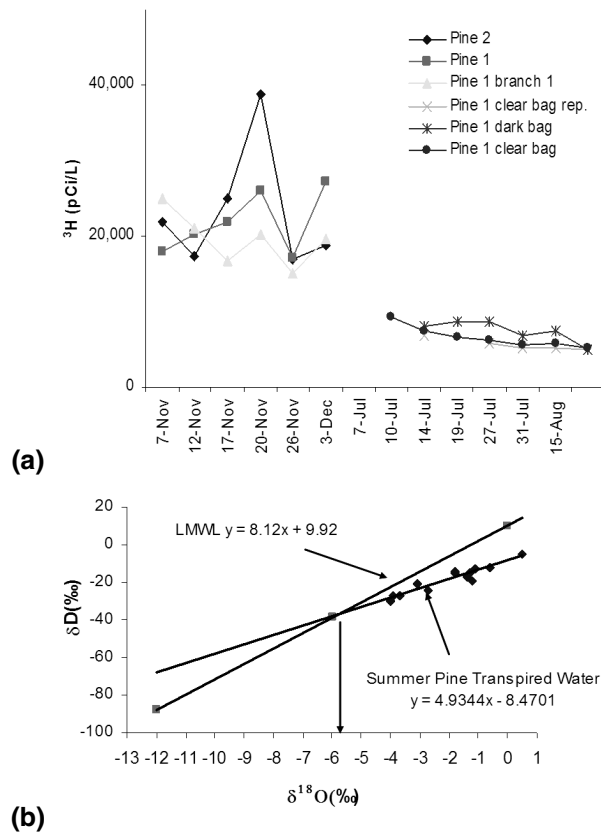 Pine 2
Pine 1
Pine 1 branch 1
Pine 1 clear bag rep.
Pine 1 dark bag
Pine 1 clear bag
³H (pCi/L)
40,000
20,000
0
7-Nov
12-Nov
17-Nov
20-Nov
26-Nov
3-Dec
7-Jul
10-Jul
14-Jul
19-Jul
27-Jul
31-Jul
15-Aug
(a)
δD(‰)
20
0
-20
-40
-60
-80
-100
LMWL y = 8.12x + 9.92
Summer Pine Transpired Water
y = 4.9344x - 8.4701
-13 -12 -11 -10 -9 -8 -7 -6 -5 -4 -3 -2 -1 0 1
δ¹⁸O(‰)
(b)